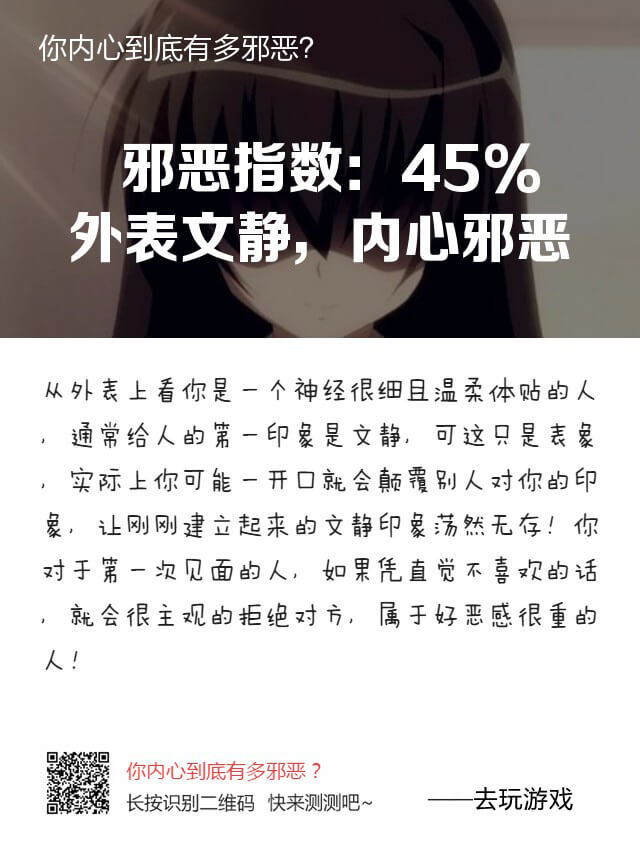 你内心到底有多邪恶?
邪恶指数：45%
外表文静，内心邪恶
从外表上看你是一个神经很细且温柔体贴的人
，通常给人的第一印象是文静，可这只是表象
，实际上你可能一开口就会颠覆别人对你的印
象，让刚刚建立起来的文静印象荡然无存！你
对于第一次见面的人，如果凭直觉不喜欢的话
，就会很主观的拒绝对方，属于好恶感很重的
人！
你内心到底有多邪恶？
长按识别二维码 快来测测吧~
——去玩游戏